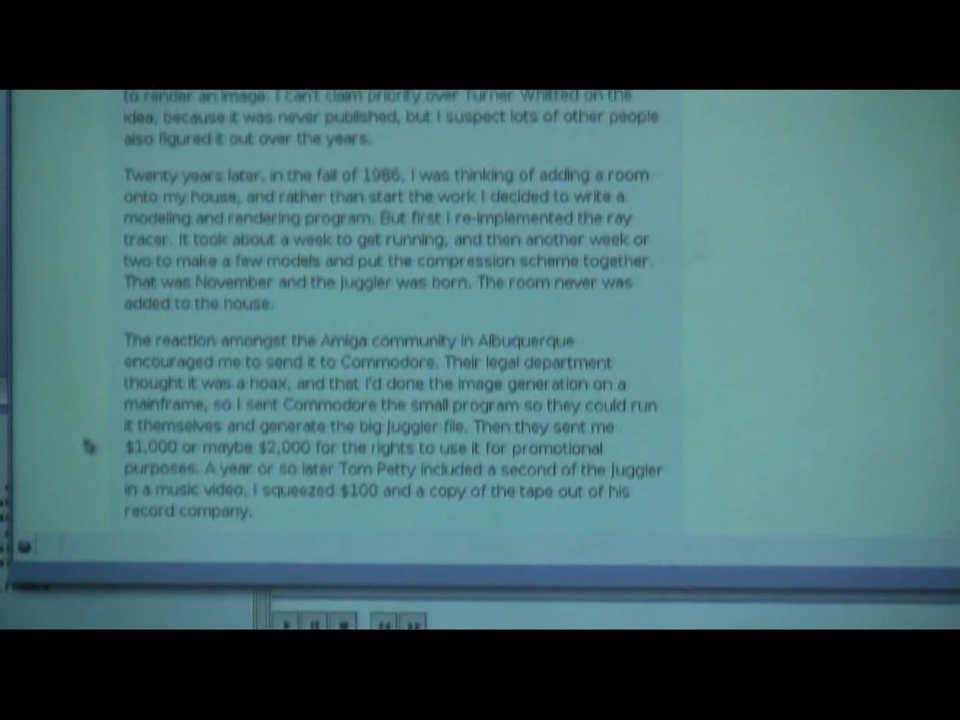 to render an image. I can't claim priority over Turner Whitted on the
idea, because it was never published, but I suspect lots of other people
also figured it out over the years.
Twenty years later, in the fall of 1986, I was thinking of adding a room
onto my house, and rather than start the work I decided to write a
modeling and rendering program. But first I re-implemented the ray
tracer. It took about a week to get running, and then another week or
two to make a few models and put the compression scheme together.
That was November and the Juggler was born. The room never was
added to the house.
The reaction amongst the Amiga community in Albuquerque
encouraged me to send it to Commodore. Their legal department
thought it was a hoax, and that I'd done the image generation on a
mainframe, so I sent Commodore the small program so they could run
it themselves and generate the big Juggler file. Then they sent me
$1,000 or maybe $2,000 for the rights to use it for promotional
purposes. A year or so later Tom Petty included a second of the Juggler
in a music video. I squeezed $100 and a copy of the tape out of his
record company.